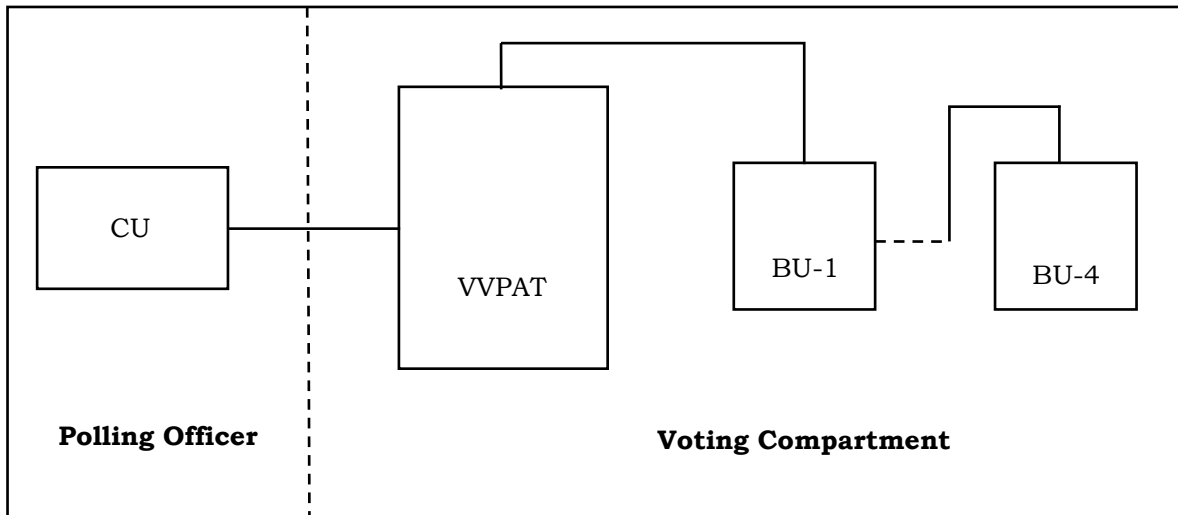 CU
VVPAT
BU-1
BU-4
Polling Officer
Voting Compartment